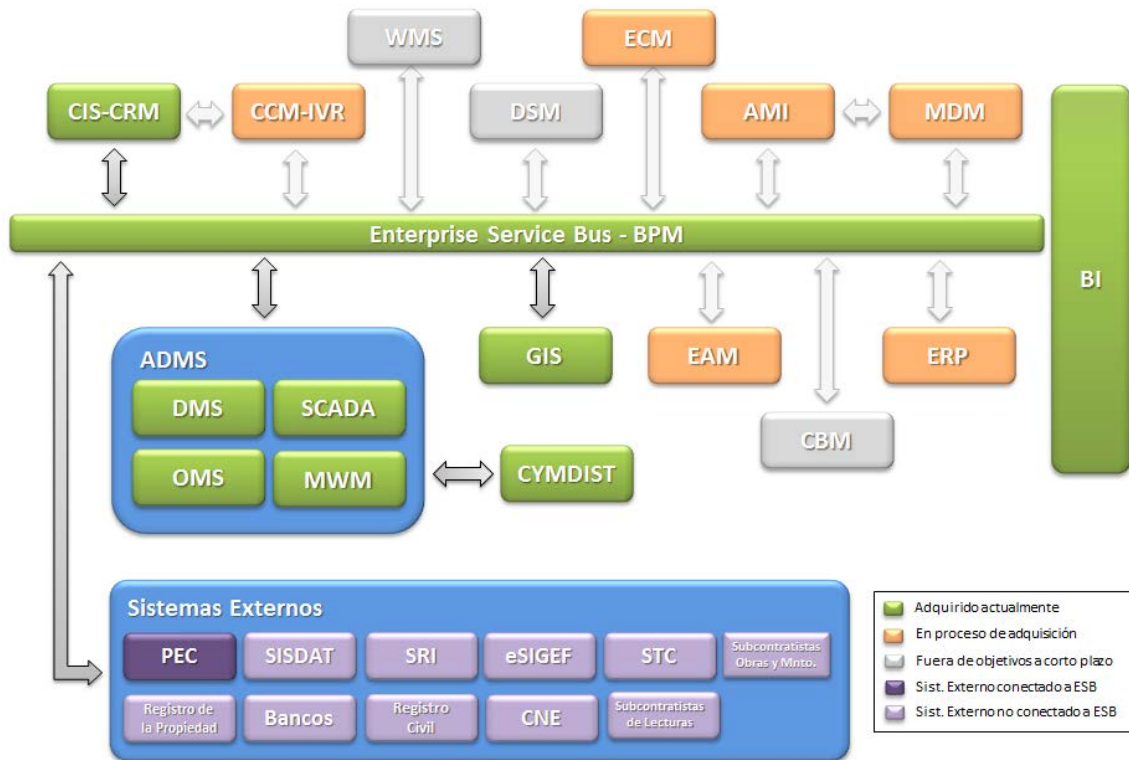 WMS
ECM
CIS-CRM
CCM-IVR
DSM
AMI
MDM
Enterprise Service Bus - BPM
BI
ADMS
DMS
SCADA
OMS
MWM
GIS
EAM
ERP
CBM
CYMDIST
Sistemas Externos
PEC
SISDAT
SRI
eSIGEF
STC
Subcontratistas
Obras y Mnto.
Registro de
la Propiedad
Bancos
Registro
Civil
CNE
Subcontratistas
de Lecturas
Adquirido actualmente
En proceso de adquisición
Fuera de objetivos a corto plazo
Sist. Externo conectado a ESB
Sist. Externo no conectado a ESB